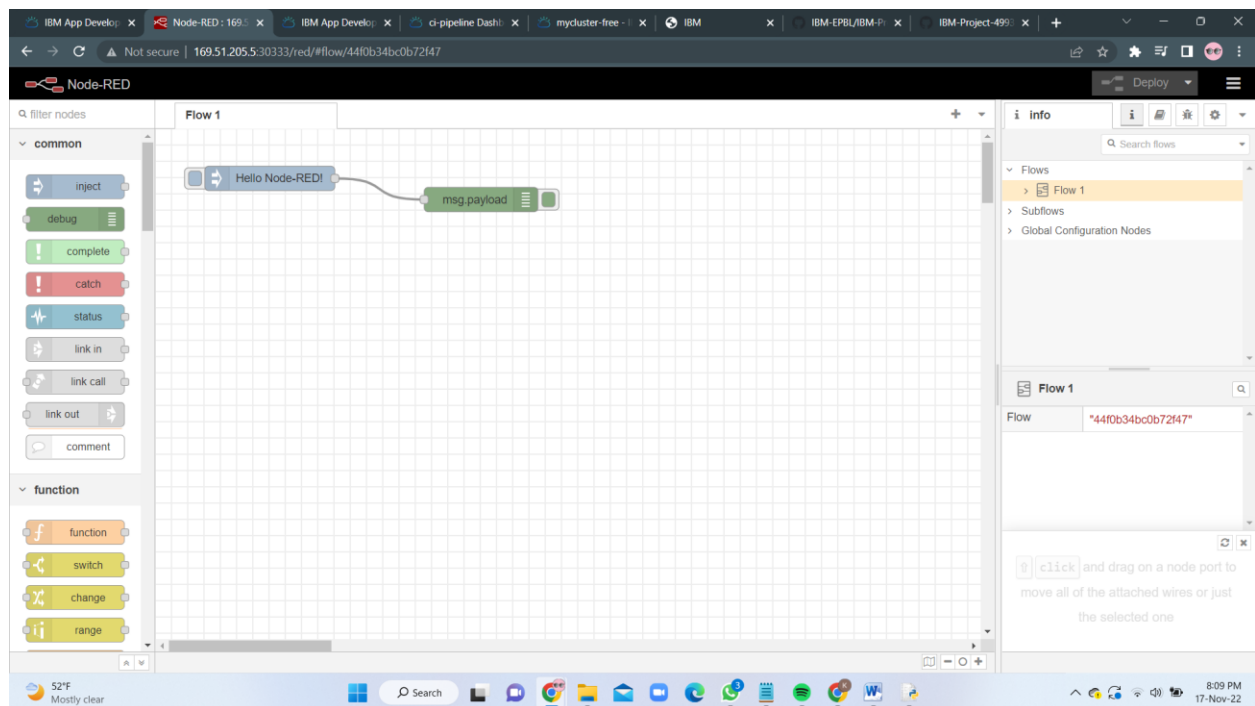 IBM App Develop
Node-RED : 169.5
IBM App Develop
ci-pipeline Dashb
mycluster-free - I
IBM
IBM-EPBL/IBM-Pr
IBM-Project-4993
Not secure | 169.51.205.5:30333/red/#flow/44f0b34bc0b72f47
Node-RED
Deploy
filter nodes
Flow 1
i info
Search flows
common
inject
debug
complete
catch
status
link in
link call
link out
comment
function
function
switch
change
range
Hello Node-RED!
msg.payload
Flows
Flow 1
Subflows
Global Configuration Nodes
Flow 1
Flow "44f0b34bc0b72f47"
click and drag on a node port to
move all of the attached wires or just
the selected one
52°F
Mostly clear
Search
8:09 PM
17-Nov-22